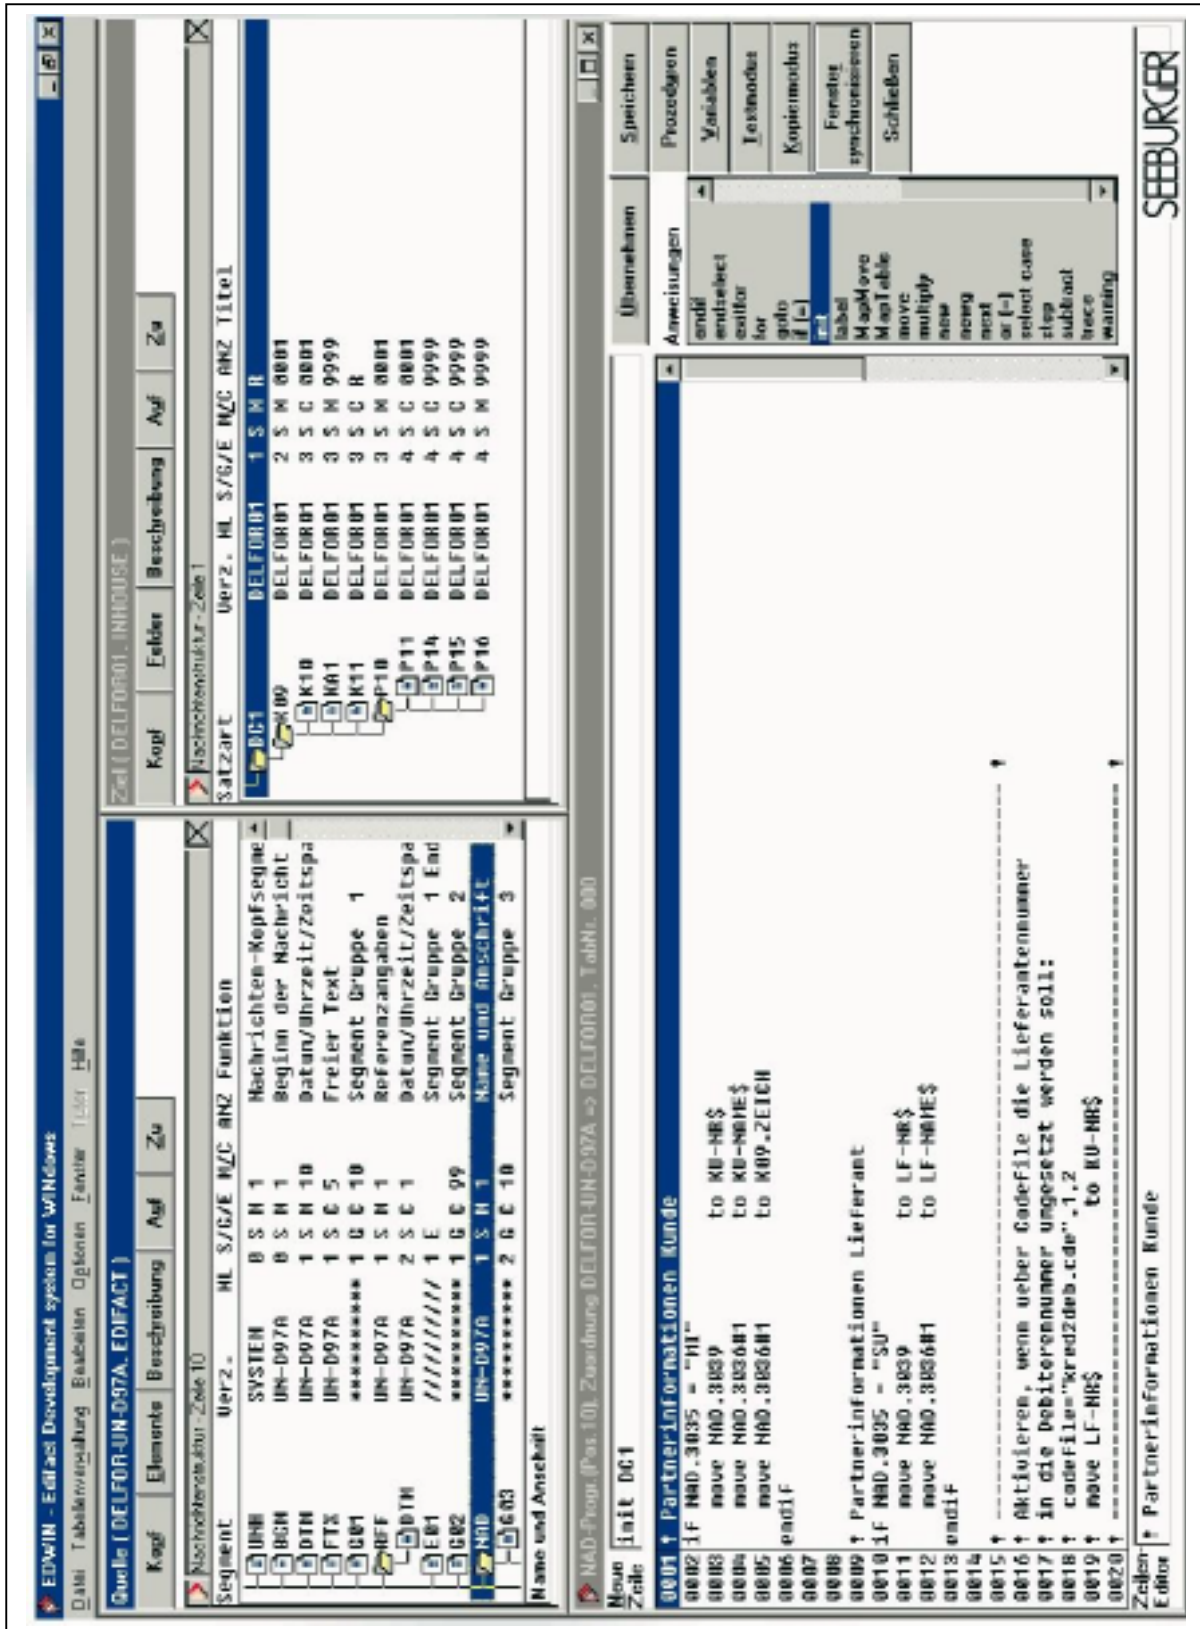 EDIWIN - Edifact Development system for WINdows
Datei Tabellenverwaltung Bearbeiten Optionen Fenster Hilfe
Quelle ( DELFOR-UN-D97A, EDIFACT )
Kopf Elemente Beschreibung Auf Zu
Nachrichtenstruktur - Zeile 10
Segment Verz. HL S/G/E M/C ANZ Funktion
UNH SYSTEM 0 S M 1 Nachrichten-Kopfsegme
BGM UN-D97A 0 S M 1 Beginn der Nachricht
DTM UN-D97A 1 S M 10 Datum/Uhrzeit/Zeitspa
FTX UN-D97A 1 S C 5 Freier Text
G01 ********** 1 G C 10 Segment Gruppe 1
RFF UN-D97A 1 S M 1 Referenzangaben
DTM UN-D97A 2 S C 1 Datum/Uhrzeit/Zeitspa
E01 ////////// 1 E Segment Gruppe 1 End
G02 ********** 1 G C 99 Segment Gruppe 2
NAD UN-D97A 1 S M 1 Name und Anschrift
G03 ********** 2 G C 10 Segment Gruppe 3
Name und Anschrift
Ziel ( DELFOR01, INHOUSE )
Kopf Felder Beschreibung Auf Zu
Nachrichtenstruktur - Zeile 1
Satzart Verz. HL S/G/E M/C ANZ Titel
DC1 DELFOR01 1 S M R
K09 DELFOR01 2 S M 0001
K10 DELFOR01 3 S C 0001
KA1 DELFOR01 3 S M 9999
K11 DELFOR01 3 S C R
P10 DELFOR01 3 S M 0001
P11 DELFOR01 4 S C 0001
P14 DELFOR01 4 S C 9999
P15 DELFOR01 4 S C 9999
P16 DELFOR01 4 S M 9999
NAD-Progr. (Pos.10), Zuordnung DELFOR-UN-D97A => DELFOR01, TabNr. 000
Neue Zeile init DC1
Übernehmen Speichern
0001 ! Partnerinformationen Kunde
0002 if NAD.3035 = "MI"
0003 move NAD.3039 to KU-NR$
0004 move NAD.3036#1 to KU-NAME$
0005 move NAD.3036#1 to K09.ZEICH
0006 endif
0007
0008
0009 ! Partnerinformationen Lieferant
0010 if NAD.3035 = "SU"
0011 move NAD.3039 to LF-NR$
0012 move NAD.3036#1 to LF-NAME$
0013 endif
0014
0015 ! ---------------------------------------- !
0016 ! Aktivieren, wenn ueber Codefile die Lieferantennummer
0017 ! in die Debitorennummer umgesetzt werden soll:
0018 ! codeFile="kred2deb.cde",1,2
0019 ! move LF-NR$ to KU-NR$
0020 ! ---------------------------------------- !
Anweisungen
endif
endselect
exitfor
for
goto
if (=)
init
label
MapMove
MapTable
move
multiply
new
newg
next
or (=)
select case
step
subtract
trace
warning
Prozeduren
Variablen
Testmodus
Kopiermodus
Fenster synchronisieren
Schließen
Zeilen-Editor ! Partnerinformationen Kunde
SEEBURGER